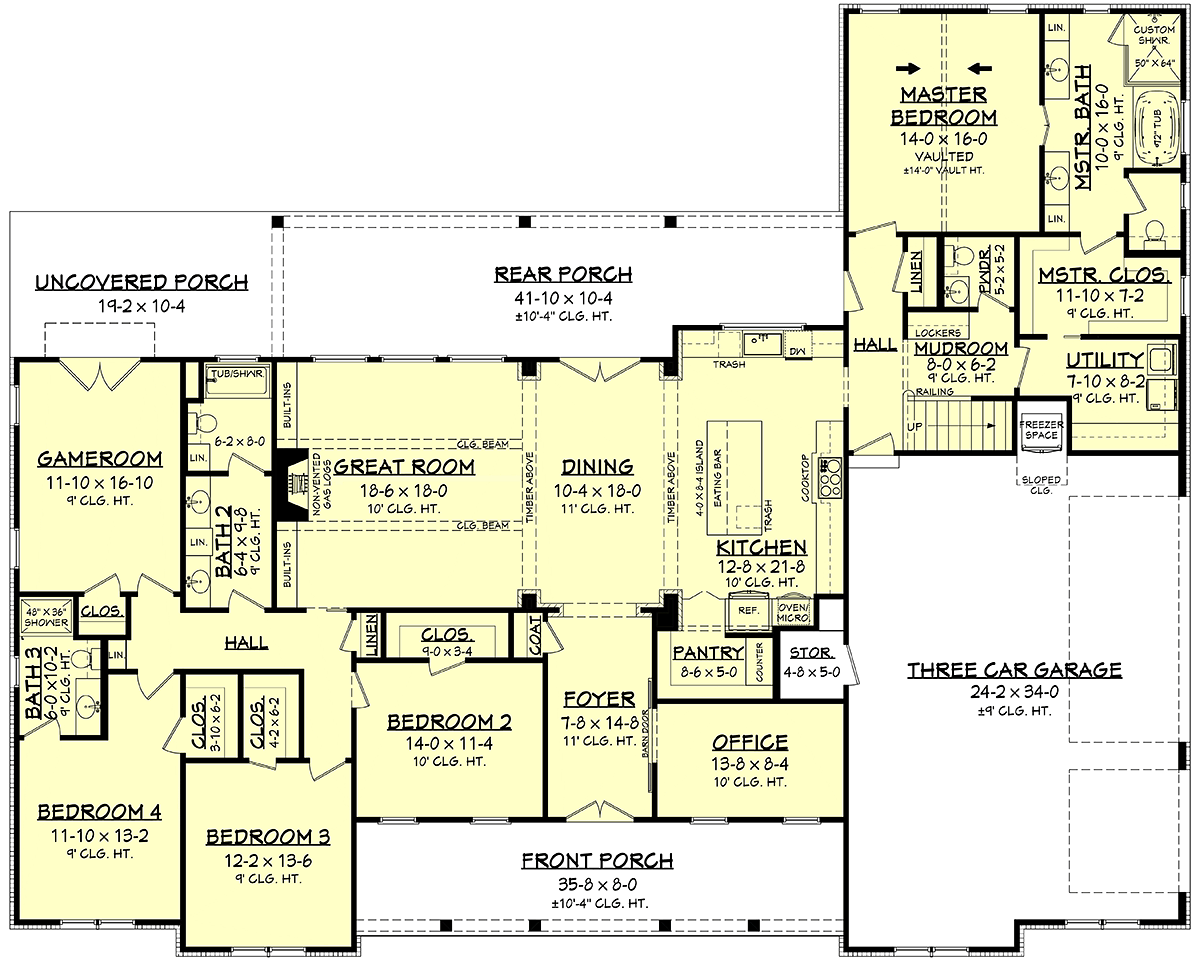 MASTER
BEDROOM
14-0 x 16-0
VAULTED
±14'-0" VAULT HT.
LIN.
MSTR. BATH
10-0 x 16-0
9' CLG. HT.
LIN.
CUSTOM
SHWR.
50" X 64"
72" TUB
UNCOVERED PORCH
19-2 x 10-4
REAR PORCH
41-10 x 10-4
±10'-4" CLG. HT.
LINEN
PWDR.
5-2 x 5-2
MSTR. CLOS.
11-10 x 7-2
9' CLG. HT.
HALL
LOCKERS
MUDROOM
8-0 x 6-2
9' CLG. HT.
RAILING
UP
UTILITY
7-10 x 8-2
9' CLG. HT.
FREEZER
SPACE
SLOPED
CLG.
GAMEROOM
11-10 x 16-10
9' CLG. HT.
TUB/SHWR.
6-2 x 8-0
LIN.
BATH 2
6-4 x 9-8
9' CLG. HT.
LIN.
BUILT-INS
NON-VENTED
GAS LOGS
BUILT-INS
CLG. BEAM
GREAT ROOM
18-6 x 18-0
10' CLG. HT.
CLG. BEAM
TIMBER ABOVE
DINING
10-4 x 18-0
11' CLG. HT.
TIMBER ABOVE
TRASH
DW
4-0 X 8-4 ISLAND
EATING BAR
TRASH
COOKTOP
KITCHEN
12-8 x 21-8
10' CLG. HT.
REF.
OVEN/
MICRO.
48" X 36"
SHOWER
CLOS.
HALL
LINEN
CLOS.
9-0 x 3-4
COAT
PANTRY
8-6 x 5-0
COUNTER
STOR.
4-8 x 5-0
BATH 3
6-0 x 10-2
9' CLG. HT.
LIN.
CLOS.
3-10 x 6-2
CLOS.
4-2 x 6-2
BEDROOM 2
14-0 x 11-4
10' CLG. HT.
FOYER
7-8 x 14-8
11' CLG. HT.
BARN DOOR
OFFICE
13-8 x 8-4
10' CLG. HT.
THREE CAR GARAGE
24-2 x 34-0
±9' CLG. HT.
BEDROOM 4
11-10 x 13-2
9' CLG. HT.
BEDROOM 3
12-2 x 13-6
9' CLG. HT.
FRONT PORCH
35-8 x 8-0
±10'-4" CLG. HT.